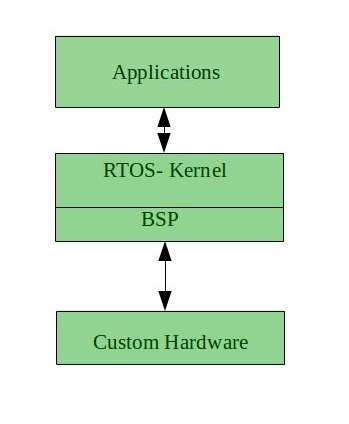 Applications
RTOS- Kernel
BSP
Custom Hardware